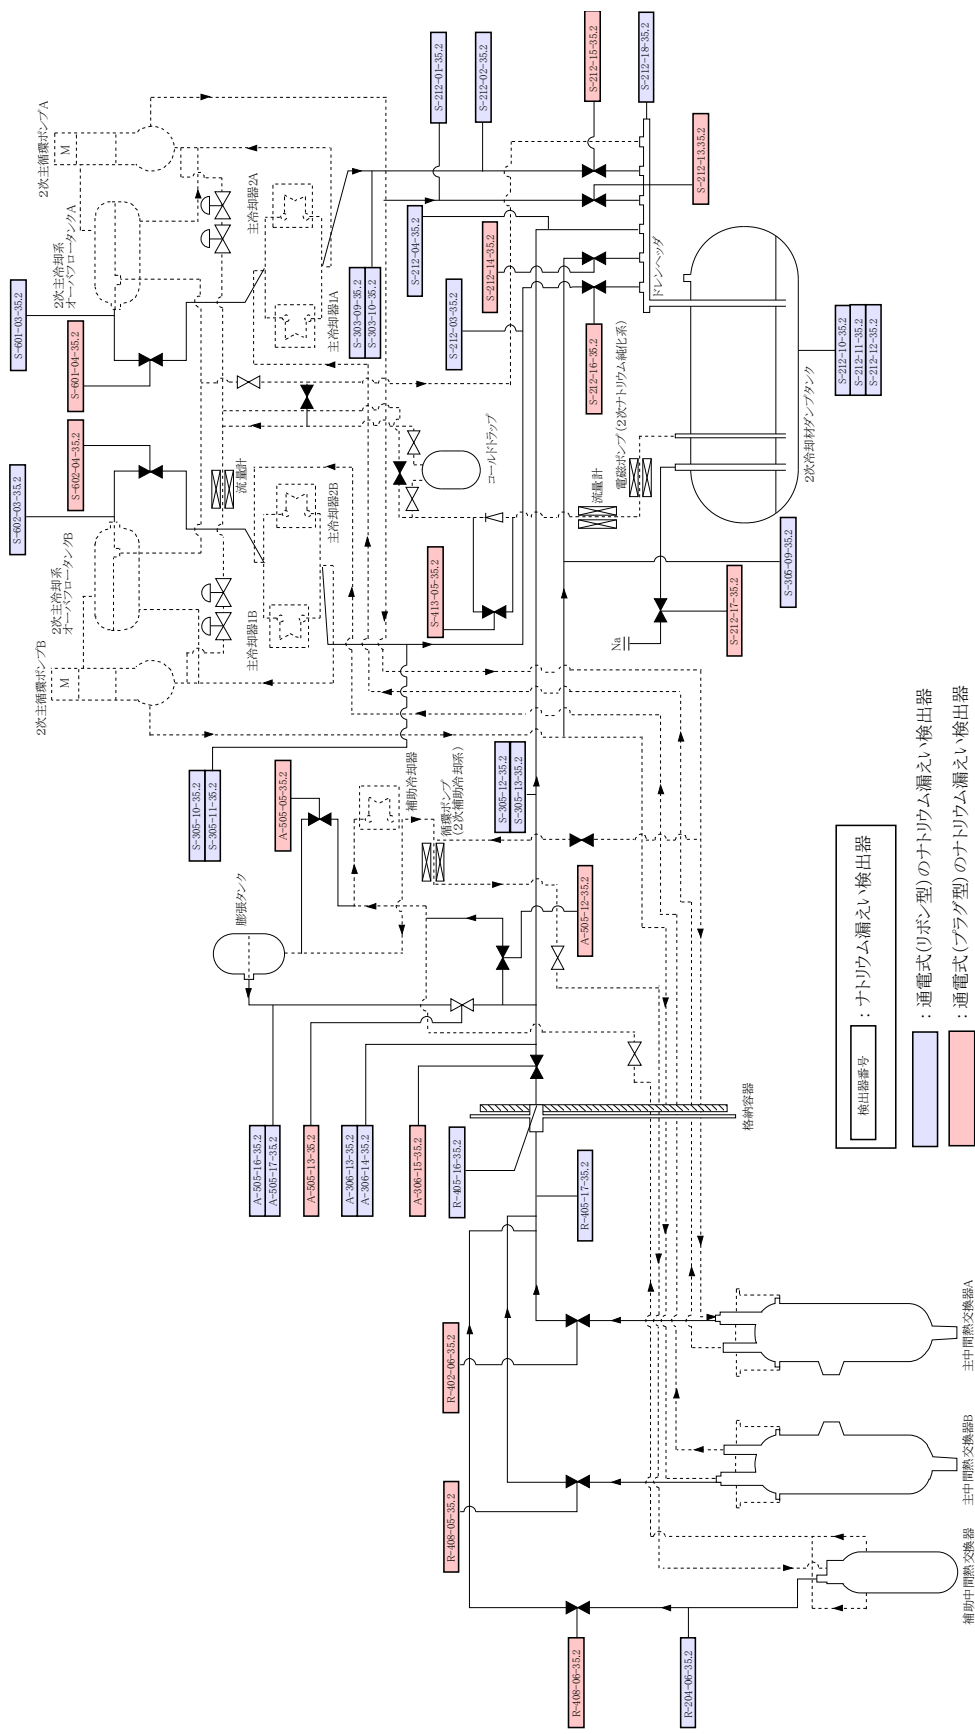 S-601-03-35.2
S-601-04-35.2
S-602-03-35.2
S-602-04-35.2
2次主循環ポンプA
M
2次主冷却系
オーバフロータンクA
主冷却器2A
主冷却器1A
2次主循環ポンプB
M
2次主冷却系
オーバフロータンクB
主冷却器2B
主冷却器1B
流量計
コールドトラップ
S-303-09-35.2
S-303-10-35.2
S-212-01-35.2
S-212-02-35.2
S-212-15-35.2
S-212-18-35.2
S-212-13.35.2
S-212-04-35.2
S-212-14-35.2
S-212-03-35.2
S-212-16-35.2
ドレンヘッダ
S-212-10-35.2
S-212-11-35.2
S-212-12-35.2
2次冷却材ダンプタンク
電磁ポンプ(2次ナトリウム純化系)
流量計
S-413-05-35.2
S-305-09-35.2
S-212-17-35.2
Na
S-305-10-35.2
S-305-11-35.2
A-505-05-35.2
補助冷却器
循環ポンプ
(2次補助冷却系)
S-305-12-35.2
S-305-13-35.2
A-505-12-35.2
膨張タンク
A-505-16-35.2
A-505-17-35.2
A-505-13-35.2
A-306-13-35.2
A-306-14-35.2
A-306-15-35.2
R-405-16-35.2
R-405-17-35.2
格納容器
R-402-06-35.2
R-408-05-35.2
R-408-06-35.2
R-204-06-35.2
主中間熱交換器A
主中間熱交換器B
補助中間熱交換器
検出器番号
：ナトリウム漏えい検出器
：通電式(リボン型)のナトリウム漏えい検出器
：通電式(プラグ型)のナトリウム漏えい検出器